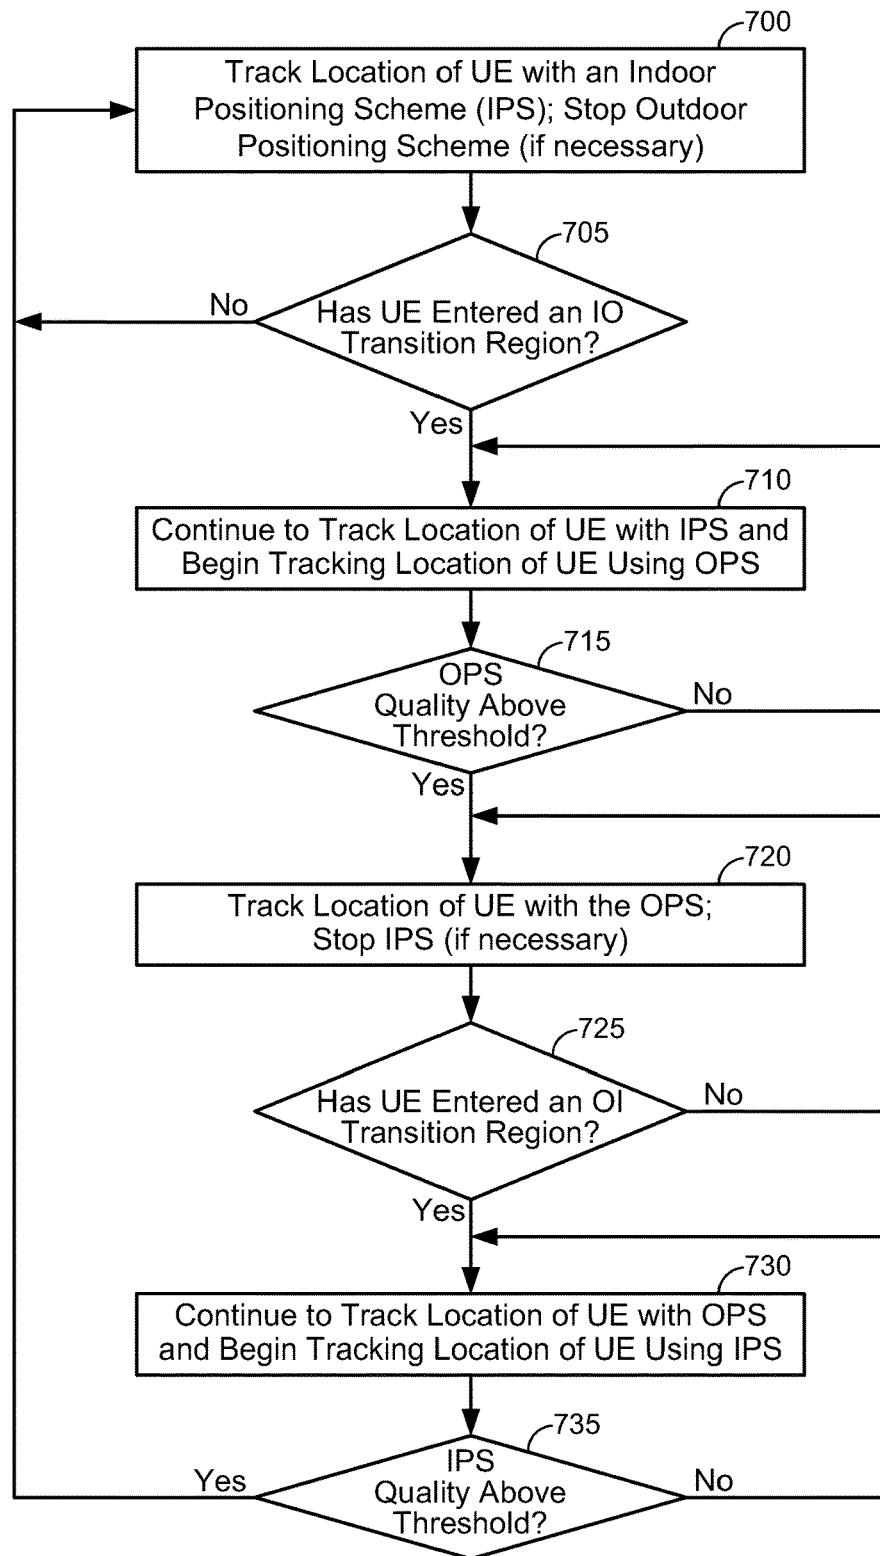 700
Track Location of UE with an Indoor
Positioning Scheme (IPS); Stop Outdoor
Positioning Scheme (if necessary)
705
No
Has UE Entered an IO
Transition Region?
Yes
710
Continue to Track Location of UE with IPS and
Begin Tracking Location of UE Using OPS
715
OPS
Quality Above
Threshold?
No
Yes
720
Track Location of UE with the OPS;
Stop IPS (if necessary)
725
Has UE Entered an OI
Transition Region?
No
Yes
730
Continue to Track Location of UE with OPS
and Begin Tracking Location of UE Using IPS
735
Yes
IPS
Quality Above
Threshold?
No